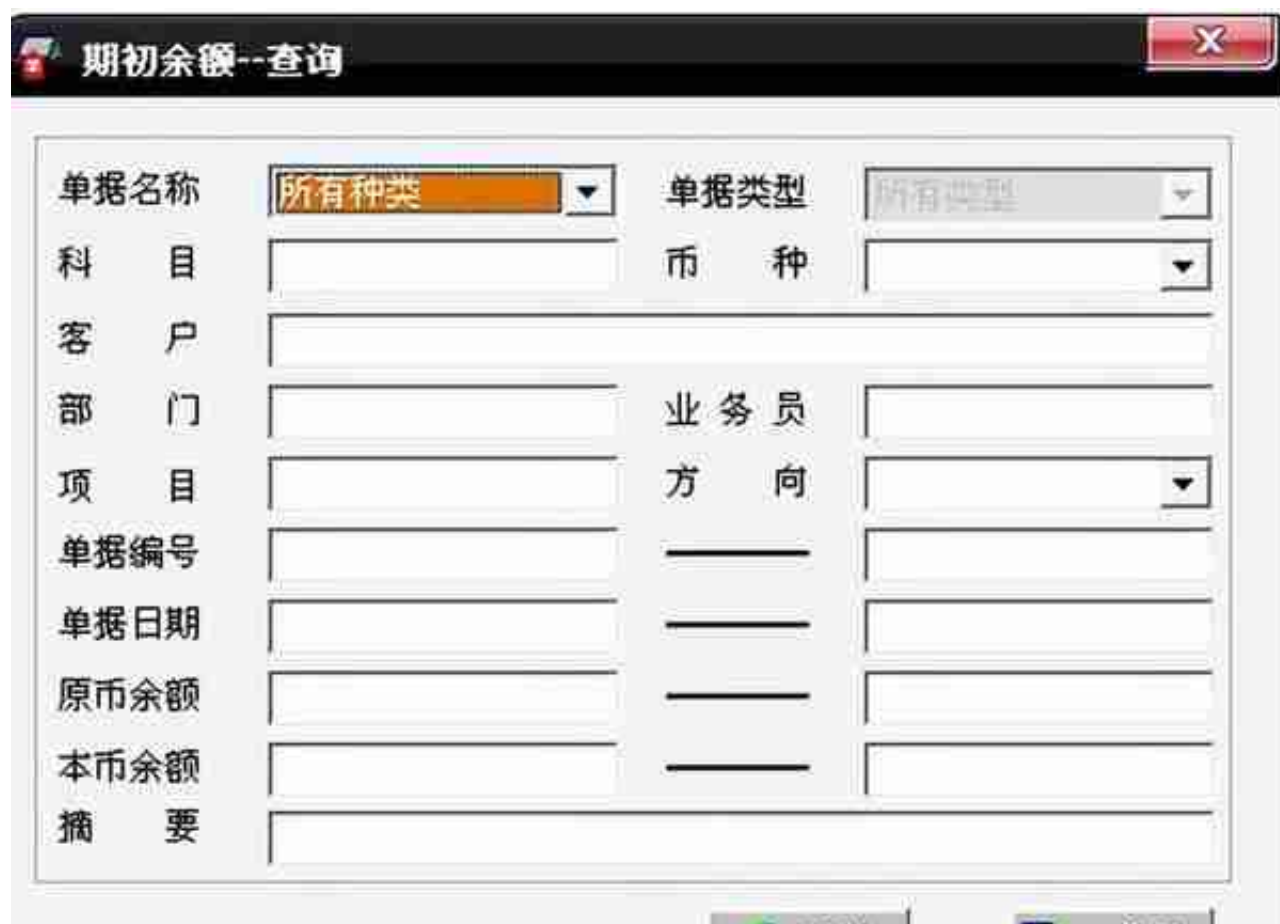 期初余额--查询
单据名称 所有种类 单据类型 所有类型
科 目 币 种
客 户
部 门 业 务 员
项 目 方 向
单据编号
单据日期
原币余额
本币余额
摘 要